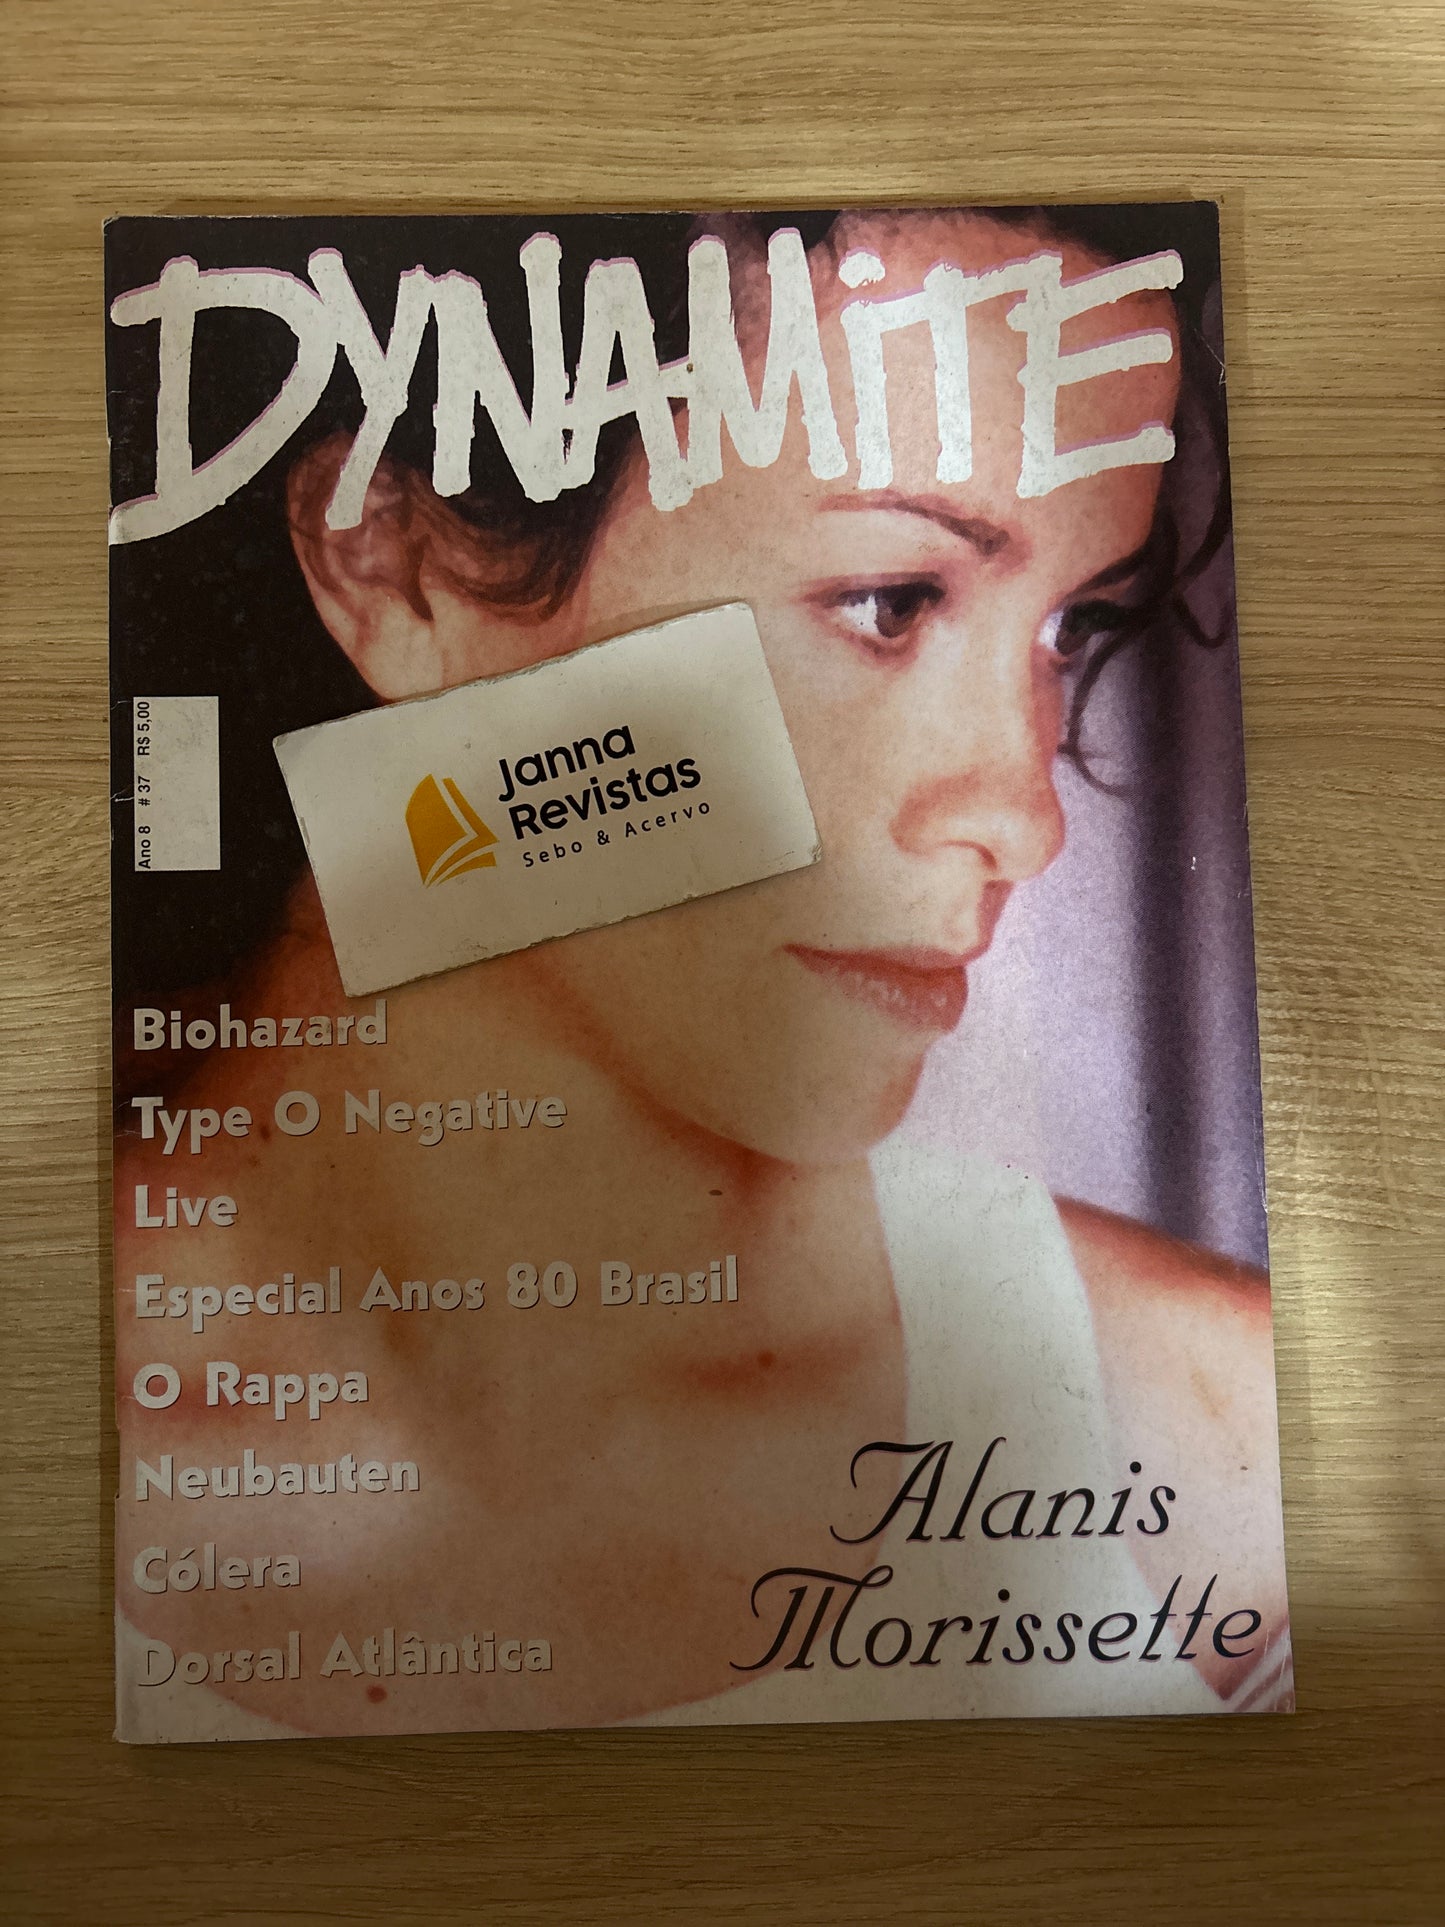 DYNAMiTE
Ano 8 # 37 R$ 5,00
Janna
Revistas
Sebo & Acervo
Biohazard
Type O Negative
Live
Especial Anos 80 Brasil
O Rappa
Neubauten
Cólera
Dorsal Atlântica
Alanis
Morissette